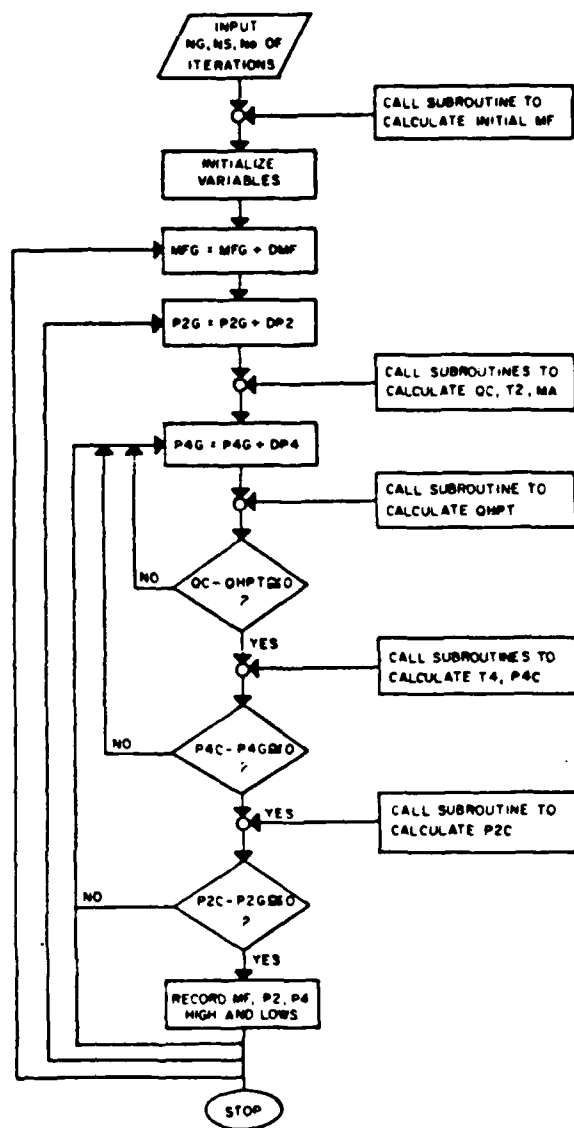 INPUT
NG, NS, No OF
ITERATIONS
CALL SUBROUTINE TO
CALCULATE INITIAL MF
INITIALIZE
VARIABLES
MFG = MFG + DMF
P2G = P2G + DP2
CALL SUBROUTINES TO
CALCULATE QC, T2, MA
P4G = P4G + DP4
CALL SUBROUTINE TO
CALCULATE QHPT
QC-QHPT≅0
?
NO
YES
CALL SUBROUTINES TO
CALCULATE T4, P4C
P4C-P4G≅0
?
NO
YES
CALL SUBROUTINE TO
CALCULATE P2C
P2C-P2G≅0
?
NO
YES
RECORD MF, P2, P4
HIGH AND LOWS
STOP